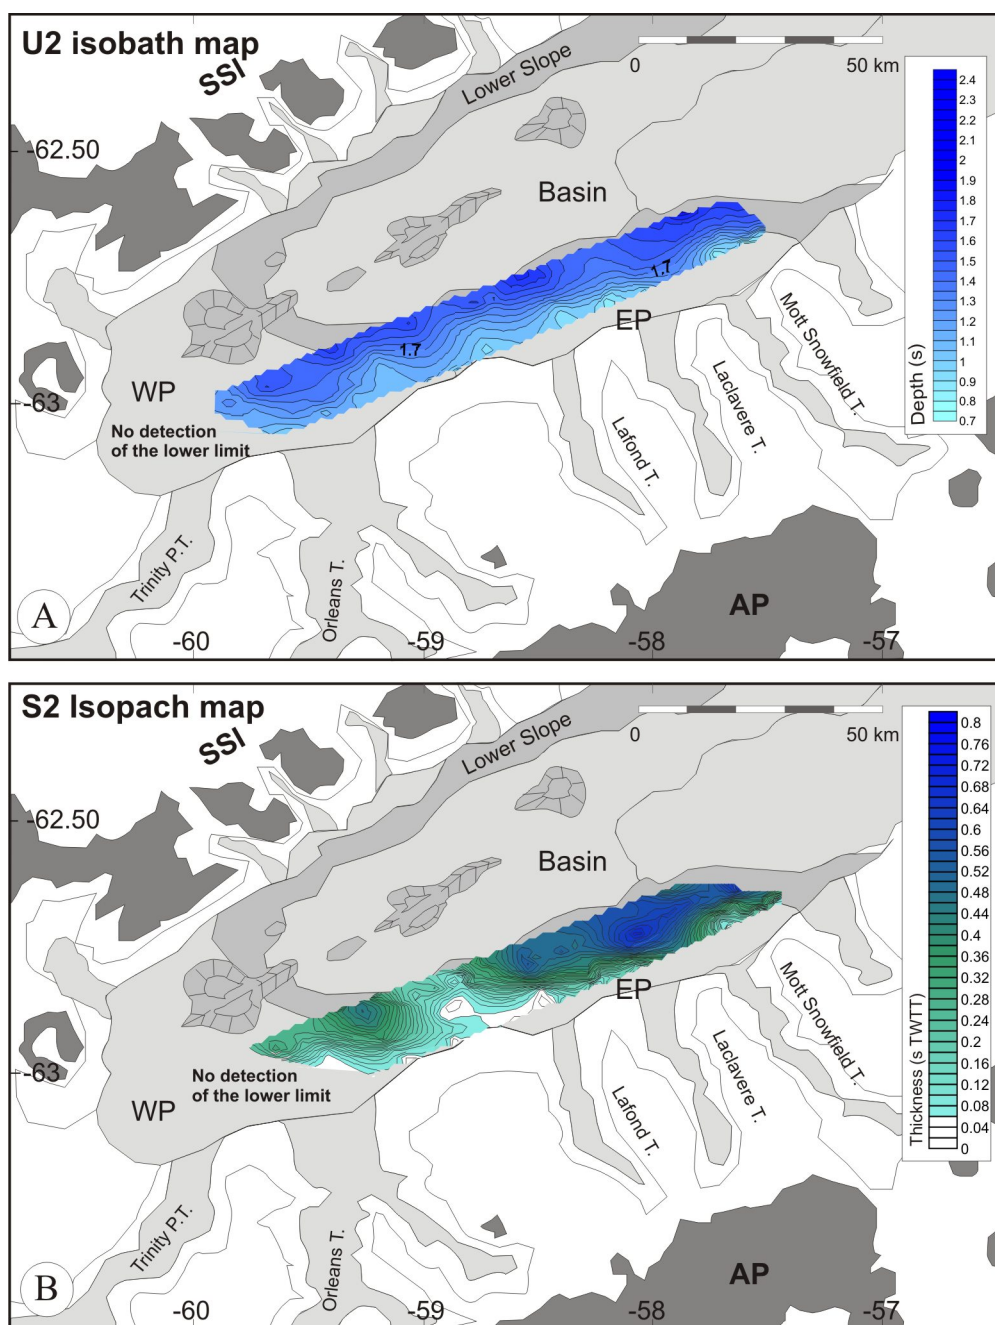 U2 isobath map
SSI
Lower Slope
0 50 km
-62.50
Basin
2.4
2.3
2.2
2.1
2
1.9
1.8
1.7
1.6
1.5
1.4
1.3
1.2
1.1
1
0.9
0.8
0.7
Depth (s)
1.7
1.7
EP
WP
-63
No detection
of the lower limit
Mott Snowfield T.
Laclavere T.
Lafond T.
Trinity P.T.
Orleans T.
AP
A
-60 -59 -58 -57
S2 Isopach map
SSI
Lower Slope
0 50 km
-62.50
Basin
0.8
0.76
0.72
0.68
0.64
0.6
0.56
0.52
0.48
0.44
0.4
0.36
0.32
0.28
0.24
0.2
0.16
0.12
0.08
0.04
0
Thickness (s TWTT)
EP
-63
No detection
of the lower limit
WP
Mott Snowfield T.
Laclavere T.
Lafond T.
Trinity P.T.
Orleans T.
AP
B
-60 -59 -58 -57